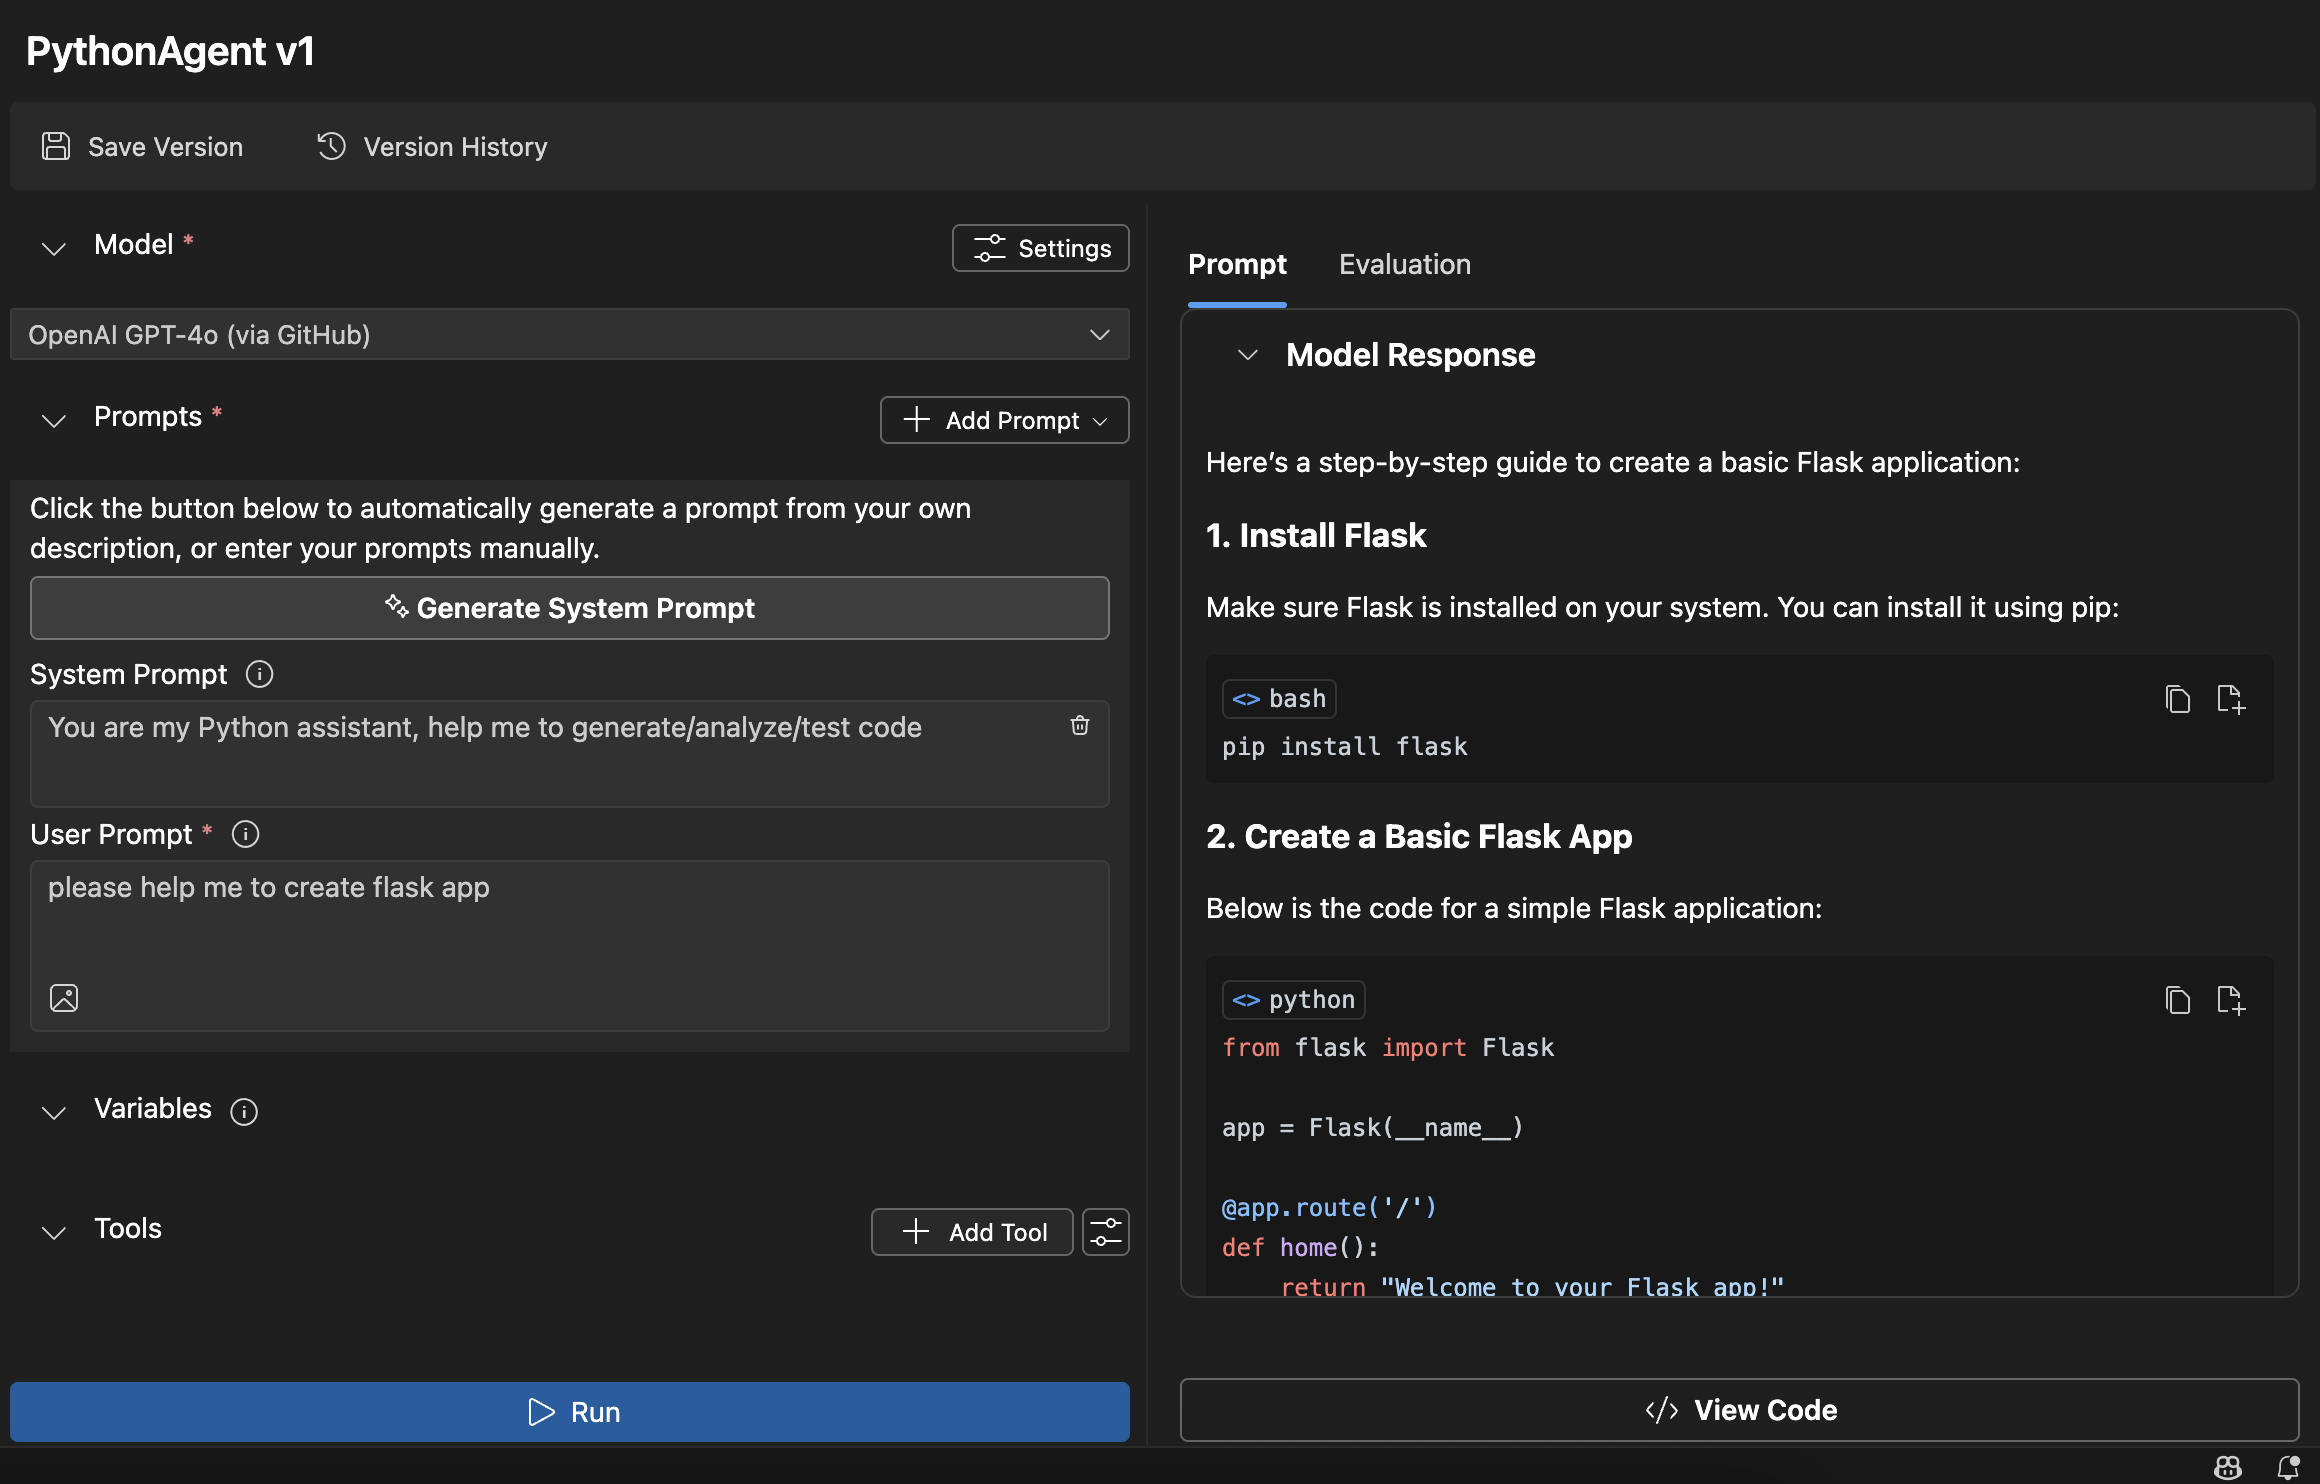 PythonAgent v1
Save Version
Version History
Model *
Settings
OpenAI GPT-4o (via GitHub)
Prompts *
Add Prompt
Click the button below to automatically generate a prompt from your own
description, or enter your prompts manually.
Generate System Prompt
System Prompt
You are my Python assistant, help me to generate/analyze/test code
User Prompt *
please help me to create flask app
Variables
Tools
Add Tool
Run
Prompt
Evaluation
Model Response
Here’s a step-by-step guide to create a basic Flask application:
1. Install Flask
Make sure Flask is installed on your system. You can install it using pip:
<> bash
pip install flask
2. Create a Basic Flask App
Below is the code for a simple Flask application:
<> python
from flask import Flask
app = Flask(__name__)
@app.route('/')
def home():
    return "Welcome to your Flask app!"
</> View Code